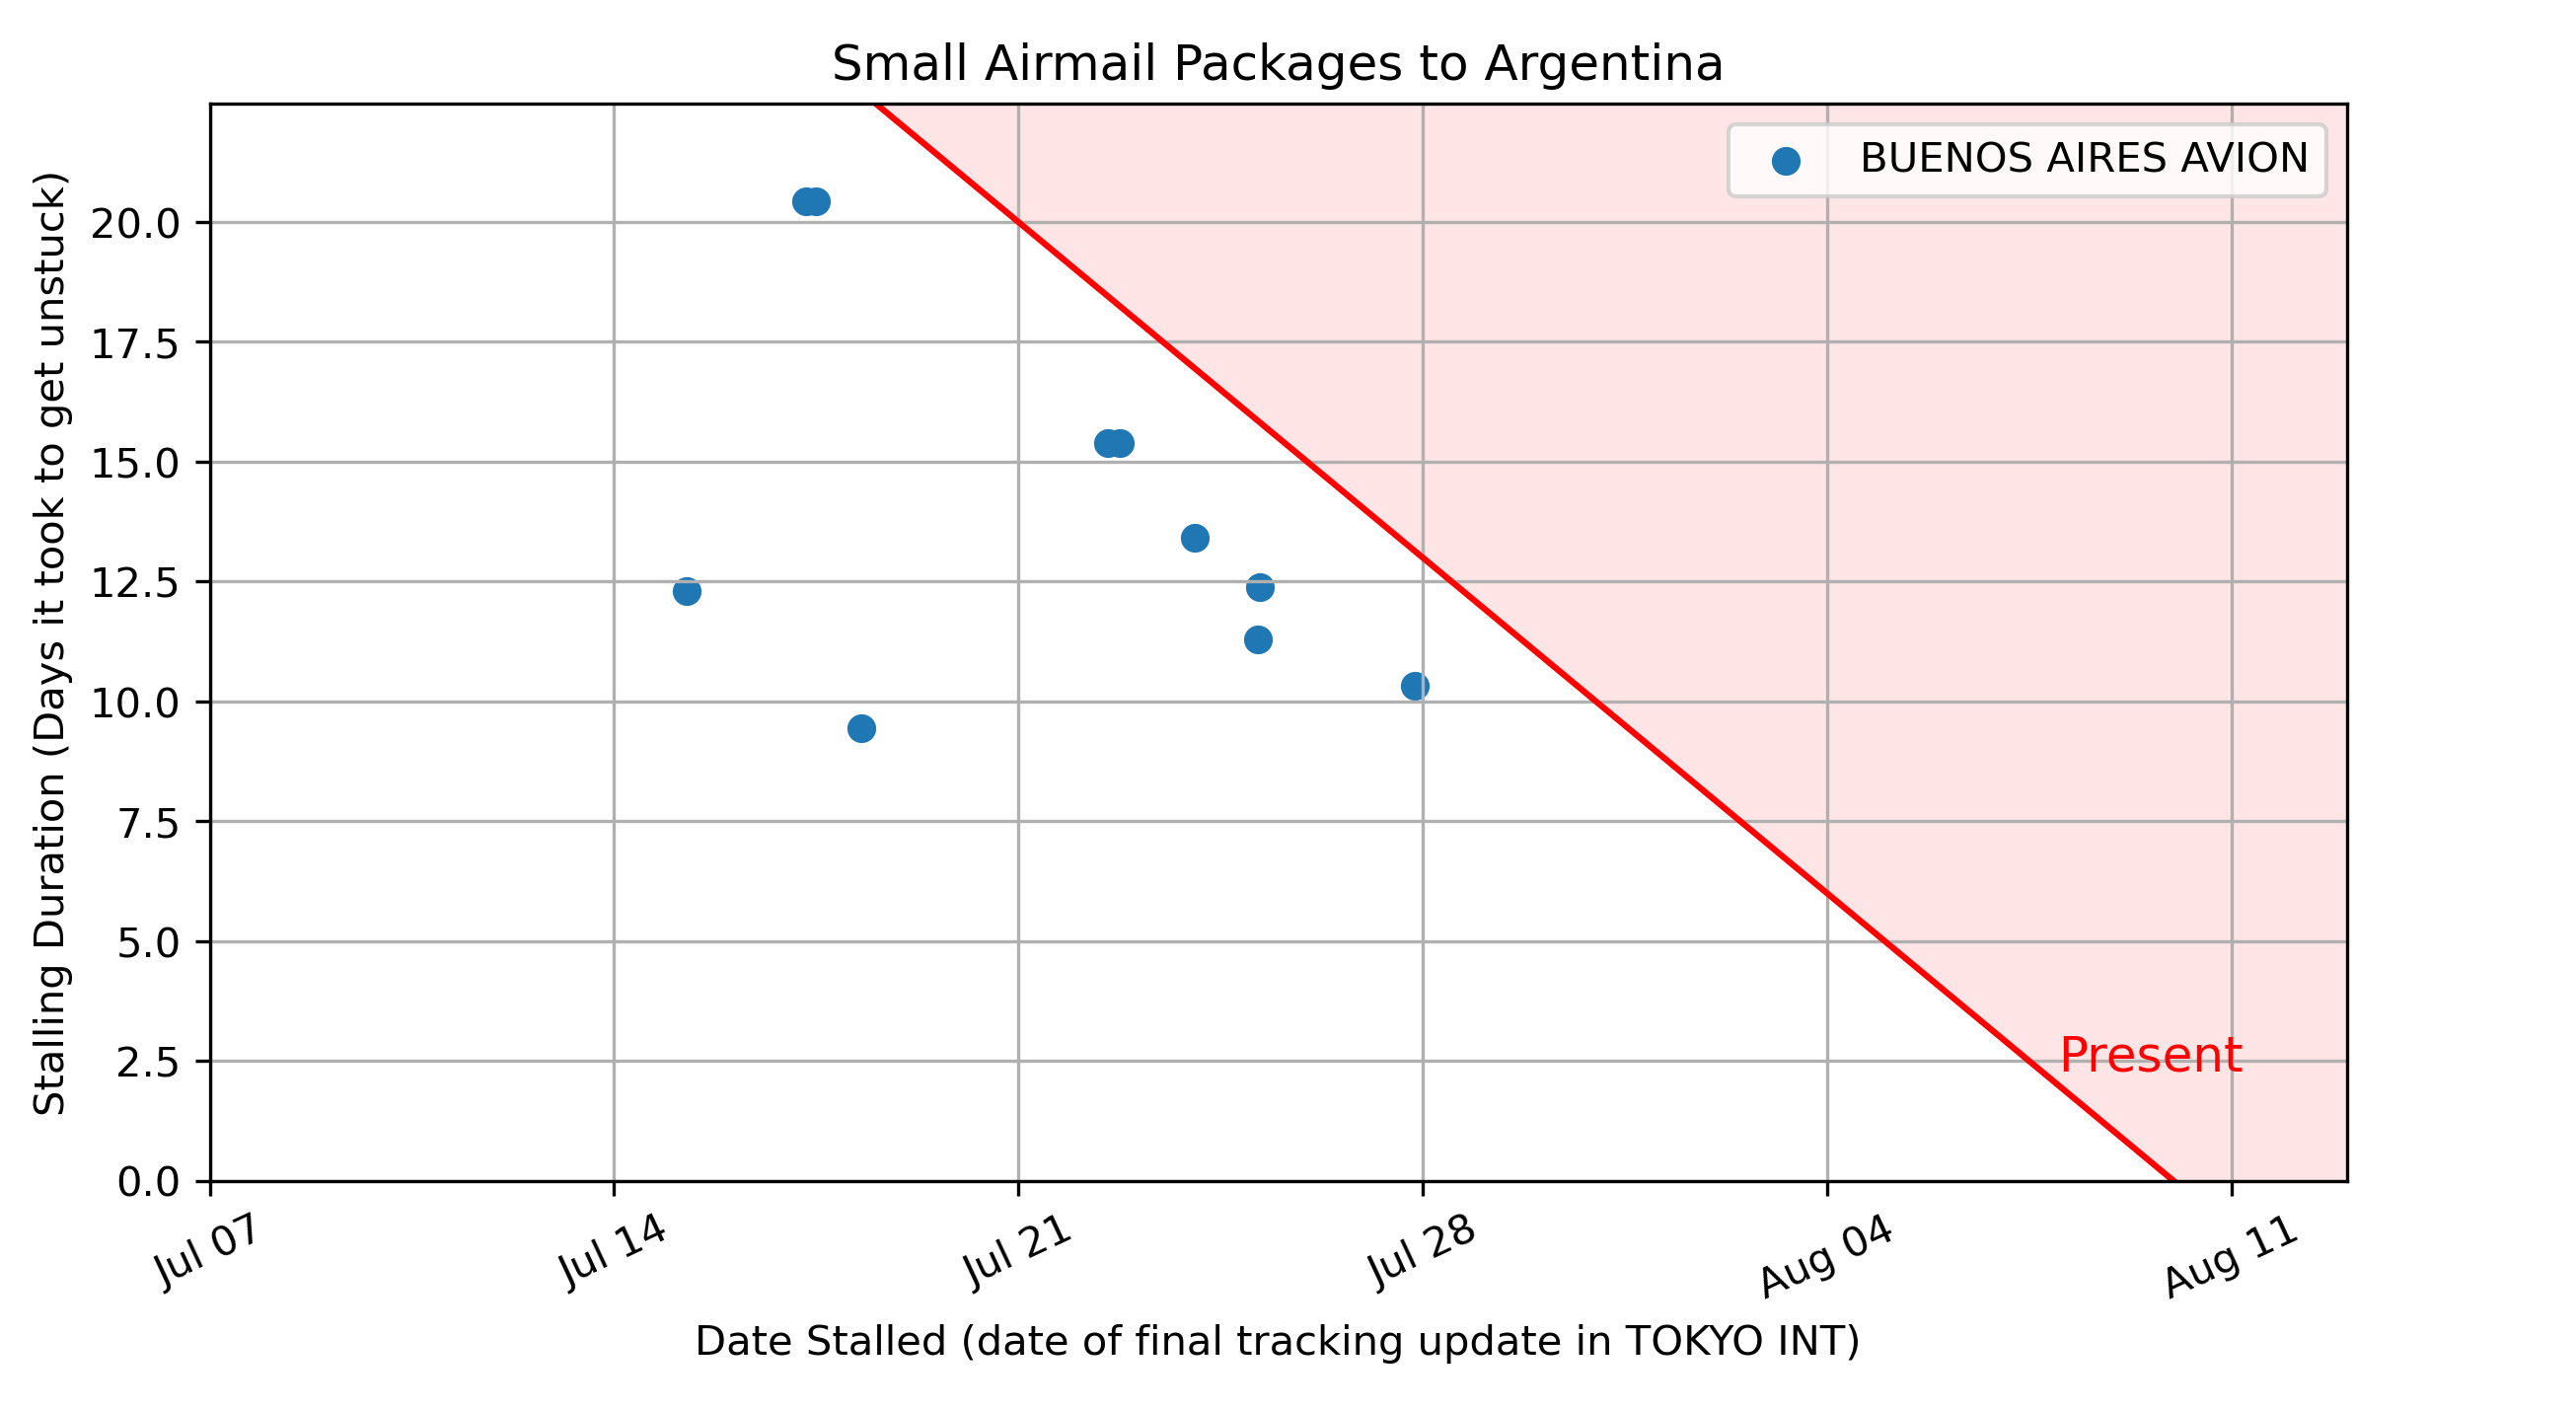 Small Airmail Packages to Argentina
BUENOS AIRES AVION
Stalling Duration (Days it took to get unstuck)
20.0
17.5
15.0
12.5
10.0
7.5
5.0
2.5
0.0
Present
Jul 07
Jul 14
Jul 21
Jul 28
Aug 04
Aug 11
Date Stalled (date of final tracking update in TOKYO INT)